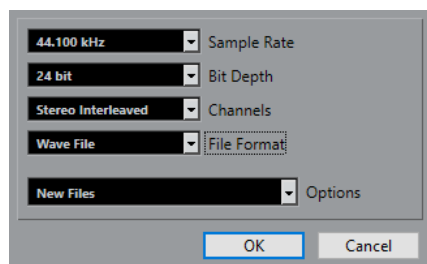 44.100 kHz Sample Rate
24 bit Bit Depth
Stereo Interleaved Channels
Wave File File Format
New Files Options
OK Cancel